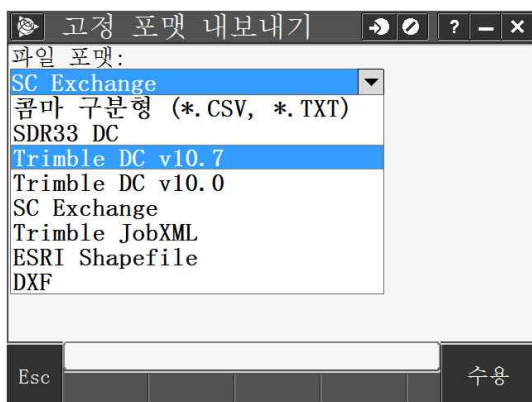 고정 포맷 내보내기 ?
파일 포맷:
SC Exchange
콤마 구분형 (*.CSV, *.TXT)
SDR33 DC
Trimble DC v10.7
Trimble DC v10.0
SC Exchange
Trimble JobXML
ESRI Shapefile
DXF
Esc 수용